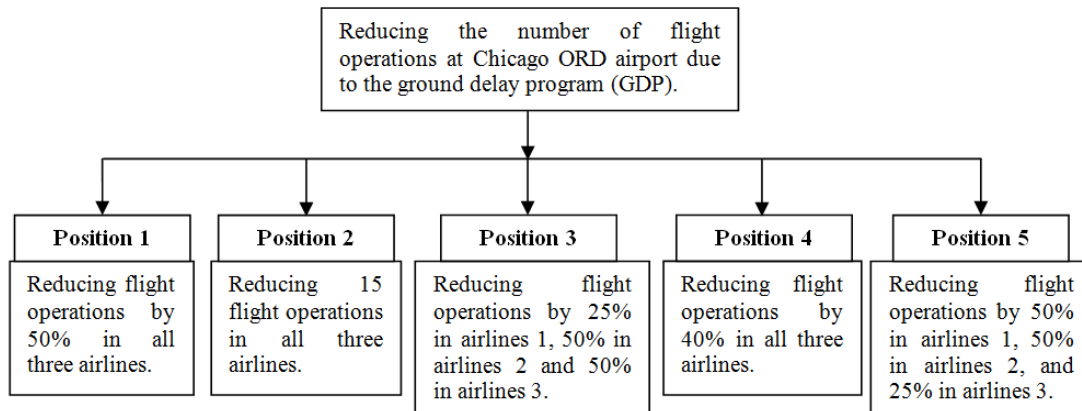 Reducing the number of flight
operations at Chicago ORD airport due
to the ground delay program (GDP).
Position 1
Reducing flight
operations by
50% in all
three airlines.
Position 2
Reducing 15
flight operations
in all three
airlines.
Position 3
Reducing flight
operations by 25%
in airlines 1, 50% in
airlines 2 and 50%
in airlines 3.
Position 4
Reducing flight
operations by
40% in all three
airlines.
Position 5
Reducing flight
operations by 50%
in airlines 1, 50%
in airlines 2, and
25% in airlines 3.